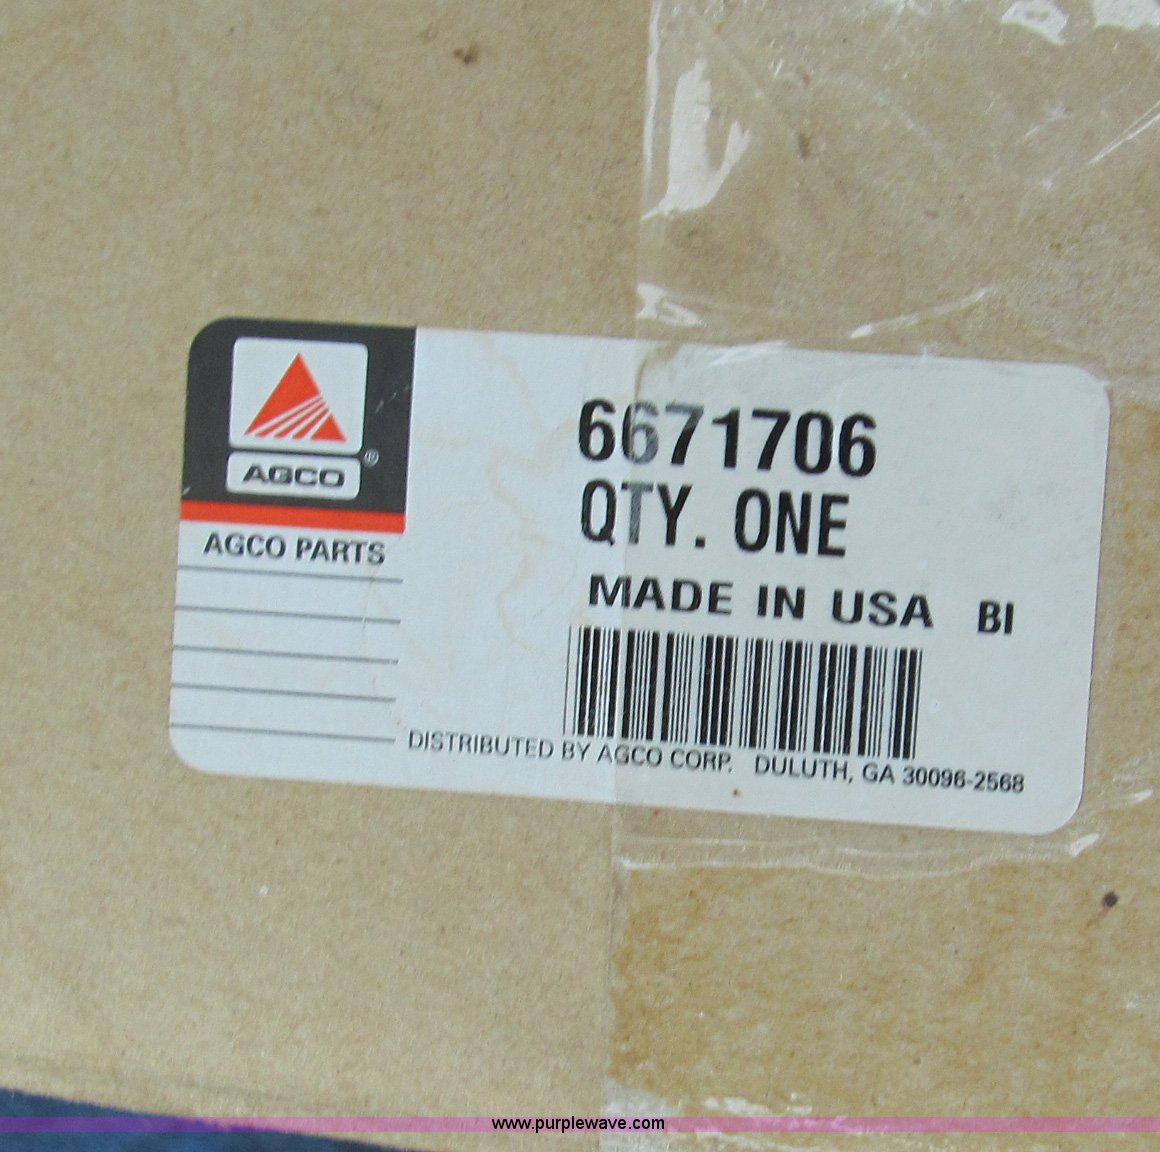 AGCO®
AGCO PARTS
6671706
QTY. ONE
MADE IN USA BI
DISTRIBUTED BY AGCO CORP. DULUTH, GA 30096-2568
www.purplewave.com